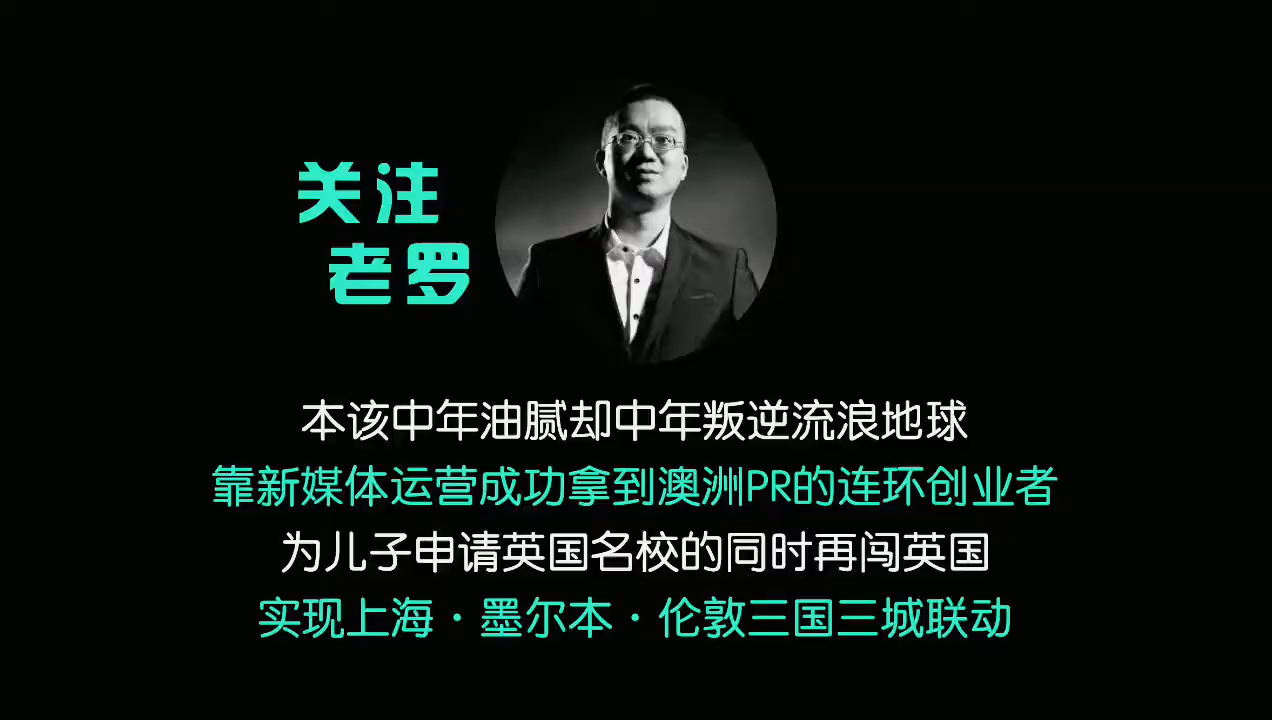 关注
老罗
本该中年油腻却中年叛逆流浪地球
靠新媒体运营成功拿到澳洲PR的连环创业者
为儿子申请英国名校的同时再闯英国
实现上海·墨尔本·伦敦三国三城联动